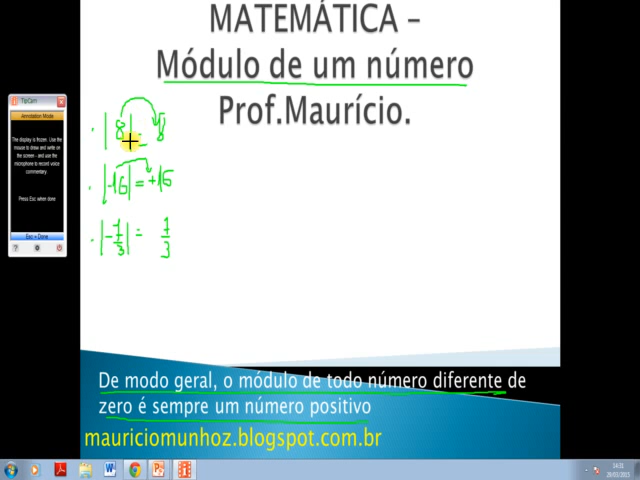 MATEMÁTICA –
Módulo de um número
Prof.Maurício.
TipCam
Annotation Mode
The display is frozen. Use the
mouse to draw and write on
the screen - and use the
microphone to record voice
commentary.
Press Esc when done
Esc = Done
• |8| = 8
• |-16| = +16
• |-1/3| = 1/3
De modo geral, o módulo de todo número diferente de
zero é sempre um número positivo
mauriciomunhoz.blogspot.com.br
14:31